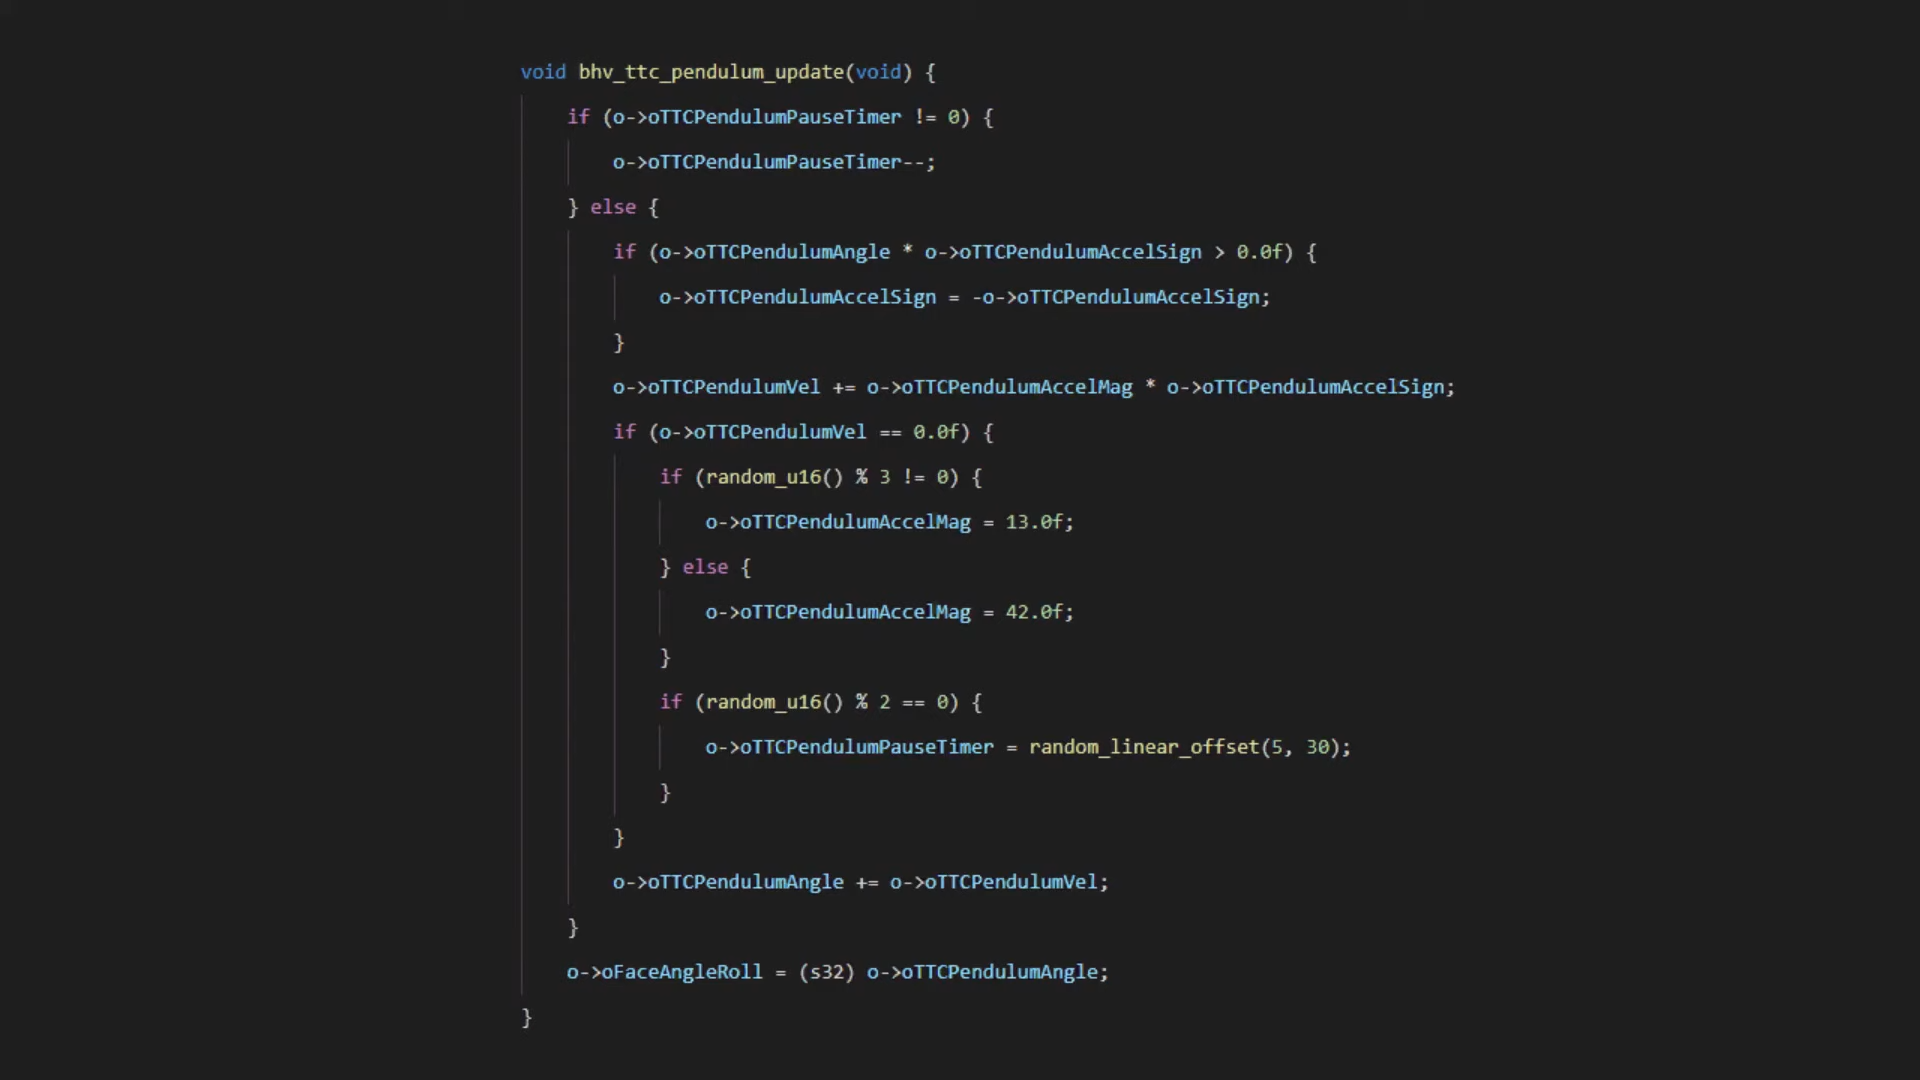 void bhv_ttc_pendulum_update(void) {
if (o->oTTCPendulumPauseTimer != 0) {
o->oTTCPendulumPauseTimer--;
} else {
if (o->oTTCPendulumAngle * o->oTTCPendulumAccelSign > 0.0f) {
o->oTTCPendulumAccelSign = -o->oTTCPendulumAccelSign;
}
o->oTTCPendulumVel += o->oTTCPendulumAccelMag * o->oTTCPendulumAccelSign;
if (o->oTTCPendulumVel == 0.0f) {
if (random_u16() % 3 != 0) {
o->oTTCPendulumAccelMag = 13.0f;
} else {
o->oTTCPendulumAccelMag = 42.0f;
}
if (random_u16() % 2 == 0) {
o->oTTCPendulumPauseTimer = random_linear_offset(5, 30);
}
}
o->oTTCPendulumAngle += o->oTTCPendulumVel;
}
o->oFaceAngleRoll = (s32) o->oTTCPendulumAngle;
}